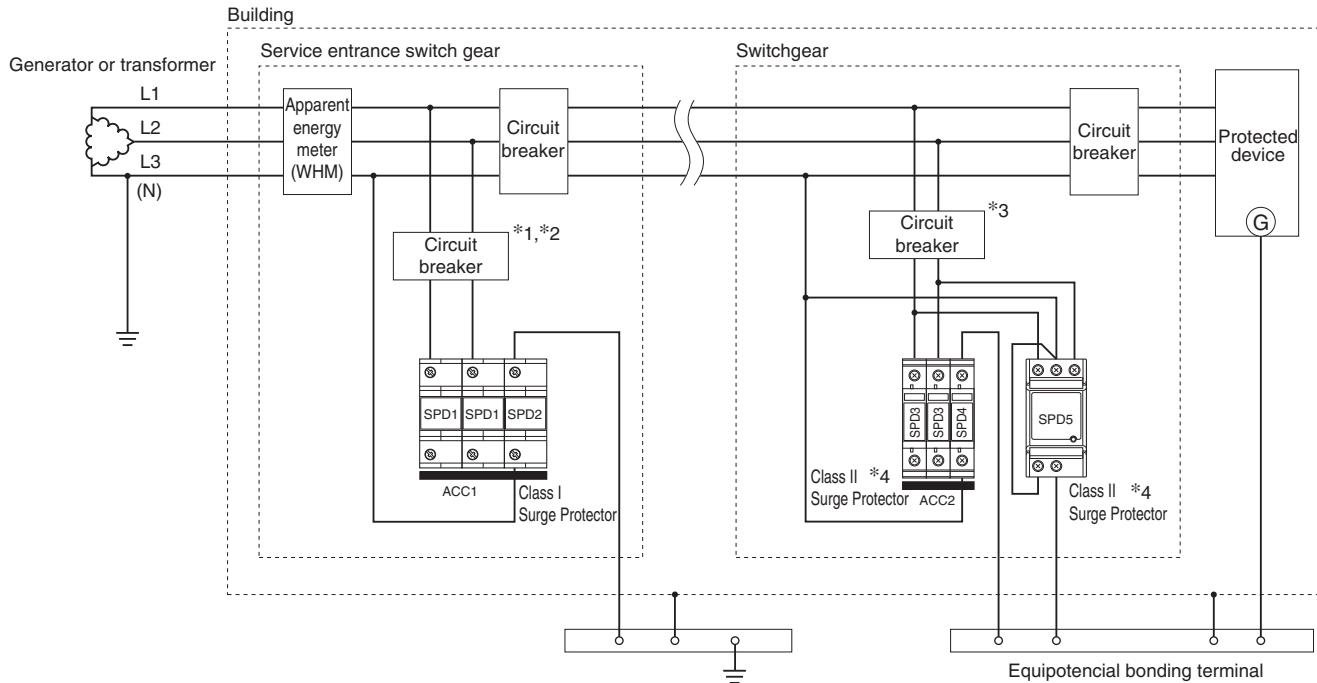 Building
Service entrance switch gear
Switchgear
Generator or transformer
L1
L2
L3
(N)
Apparent
energy
meter
(WHM)
Circuit
breaker
Circuit
breaker
Protected
device
G
Circuit
breaker
*1,*2
Circuit
breaker
*3
SPD1
SPD1
SPD2
ACC1
Class I
Surge Protector
SPD3
SPD3
SPD4
SPD5
Class II *4
Surge Protector
ACC2
Class II *4
Surge Protector
Equipotencial bonding terminal